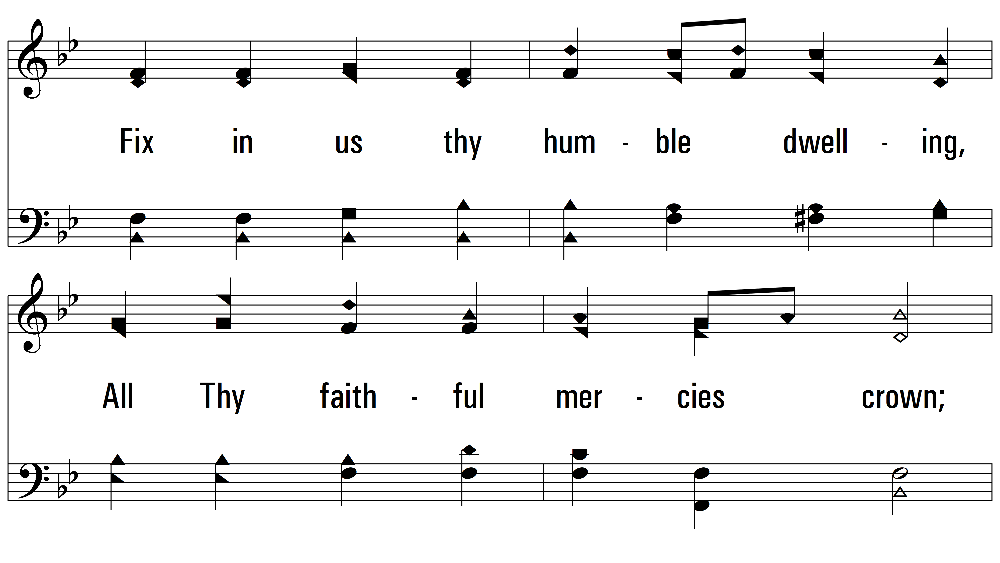 Fix in us thy hum - ble dwell - ing,
All Thy faith - ful mer - cies crown;